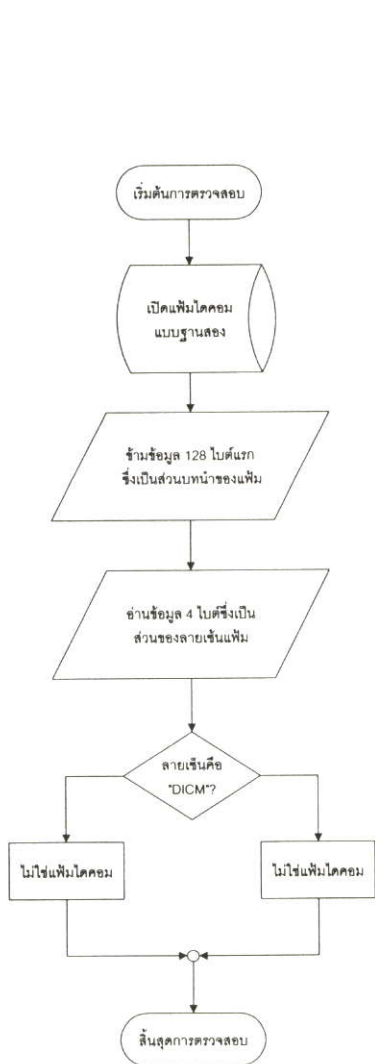 เริ่มต้นการตรวจสอบ
เปิดแฟ้มไดคอม
แบบฐานสอง
ข้ามข้อมูล 128 ไบต์แรก
ซึ่งเป็นส่วนบทนำของแฟ้ม
อ่านข้อมูล 4 ไบต์ซึ่งเป็น
ส่วนของลายเซ็นแฟ้ม
ลายเซ็นคือ
"DICM"?
ไม่ใช่แฟ้มไดคอม
ไม่ใช่แฟ้มไดคอม
สิ้นสุดการตรวจสอบ